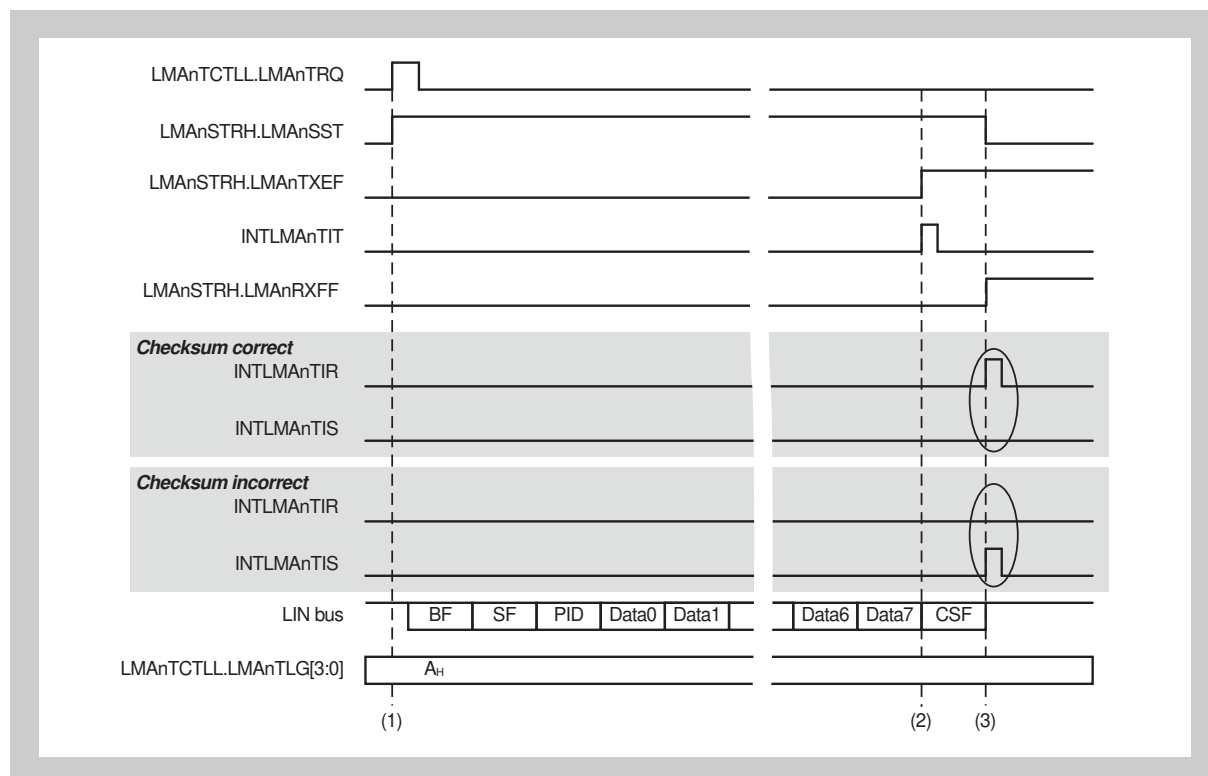 LMAnTCTLL.LMAnTRQ
LMAnSTRH.LMAnSST
LMAnSTRH.LMAnTXEF
INTLMAnTIT
LMAnSTRH.LMAnRXFF
Checksum correct
INTLMAnTIR
INTLMAnTIS
Checksum incorrect
INTLMAnTIR
INTLMAnTIS
LIN bus BF SF PID Data0 Data1 Data6 Data7 CSF
LMAnTCTLL.LMAnTLG[3:0] AH
(1) (2) (3)